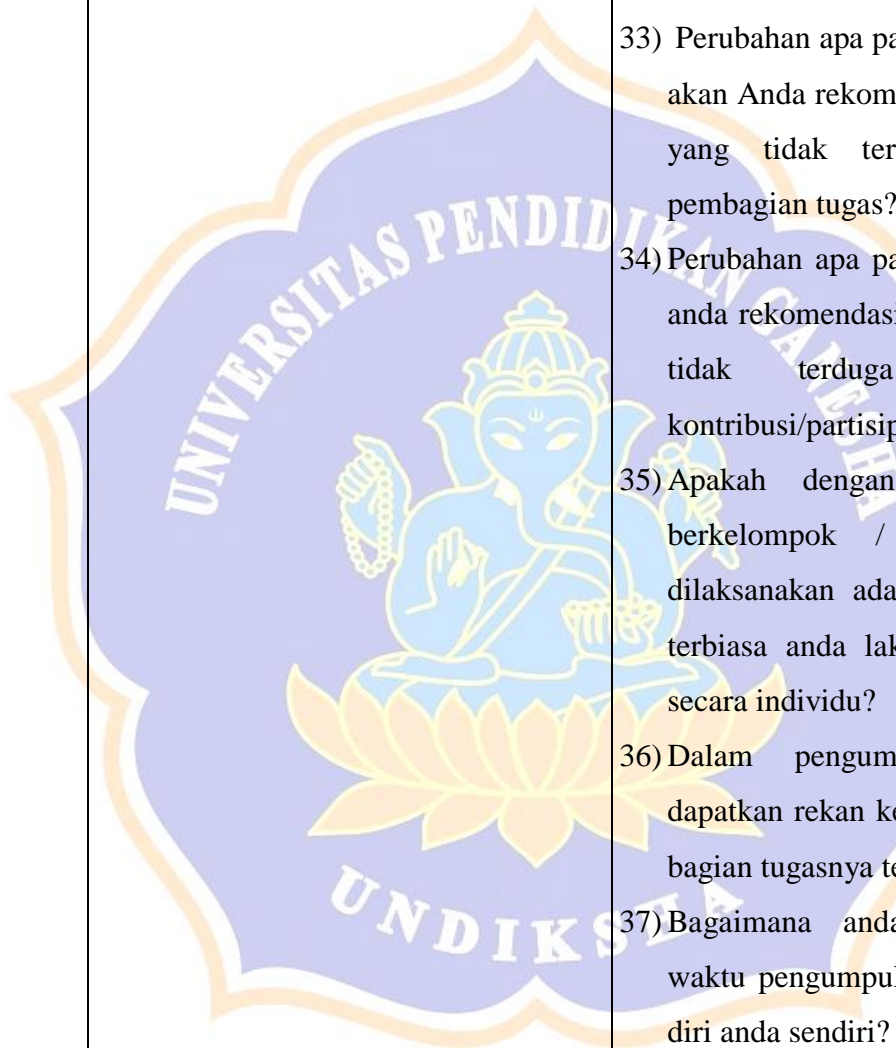 33) Perubahan apa pa
akan Anda rekom
yang tidak ter
pembagian tugas?
34) Perubahan apa pa
anda rekomendasi
tidak terduga
kontribusi/partisip
35) Apakah dengan
berkelompok /
dilaksanakan ada
terbiasa anda lak
secara individu?
36) Dalam pengum
dapatkan rekan ke
bagian tugasnya te
37) Bagaimana anda
waktu pengumpul
diri anda sendiri?
UNIVERSITAS PENDIDIKAN GANESHA
UNDIKSHA